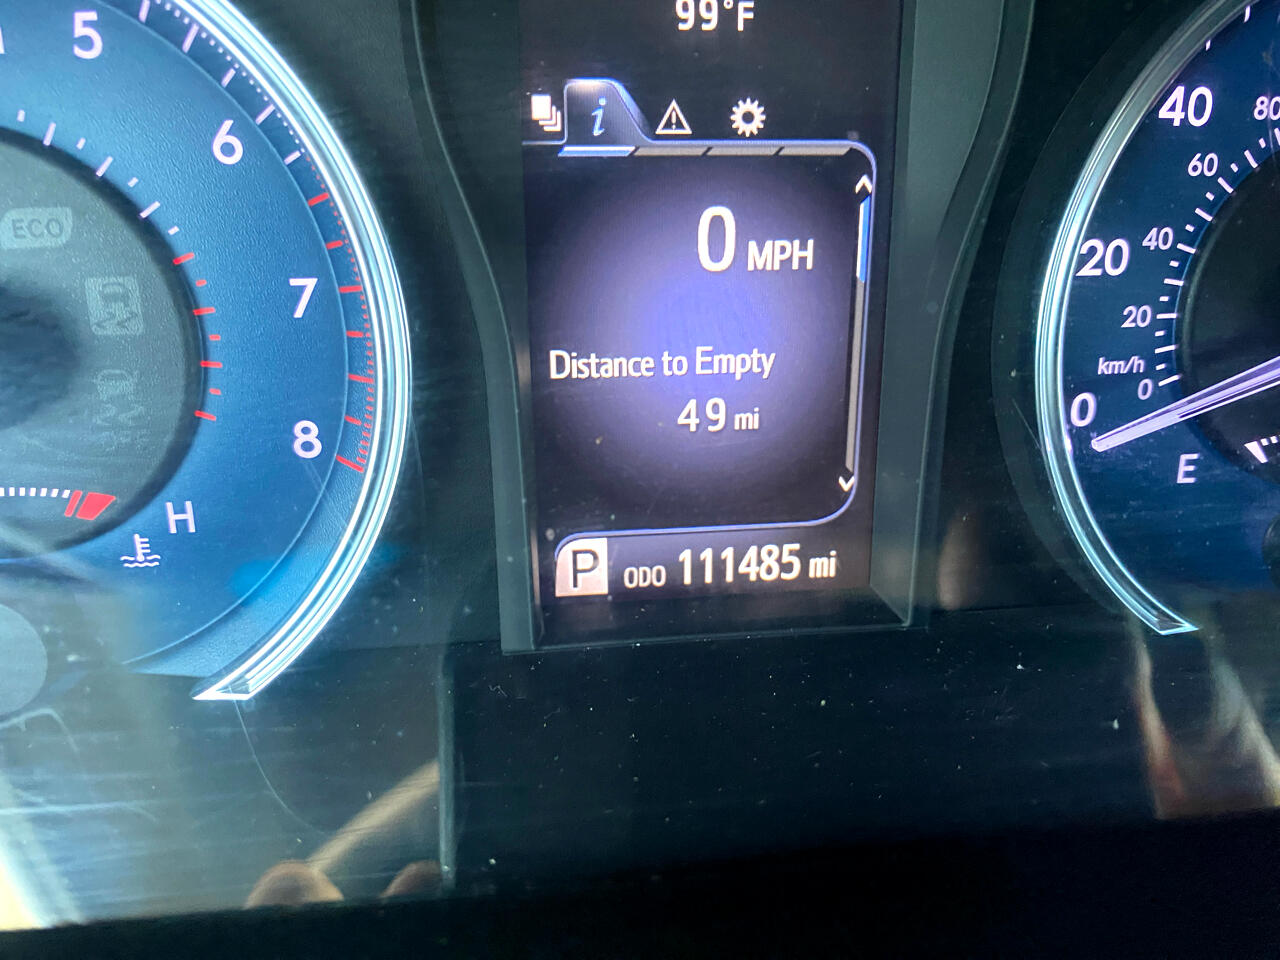 99°F
5
6
7
8
ECO
H
i
0 MPH
Distance to Empty
49 mi
P ODO 111485 mi
40
80
60
20
40
20
km/h
0
0
E